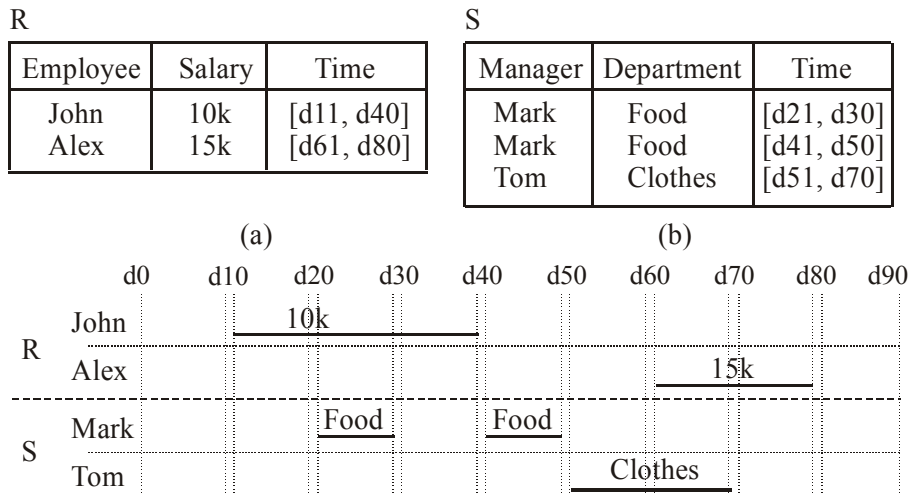 R
Employee Salary Time
John 10k [d11, d40]
Alex 15k [d61, d80]
(a)
S
Manager Department Time
Mark Food [d21, d30]
Mark Food [d41, d50]
Tom Clothes [d51, d70]
(b)
d0 d10 d20 d30 d40 d50 d60 d70 d80 d90
R
John 10k
Alex 15k
S
Mark Food Food
Tom Clothes